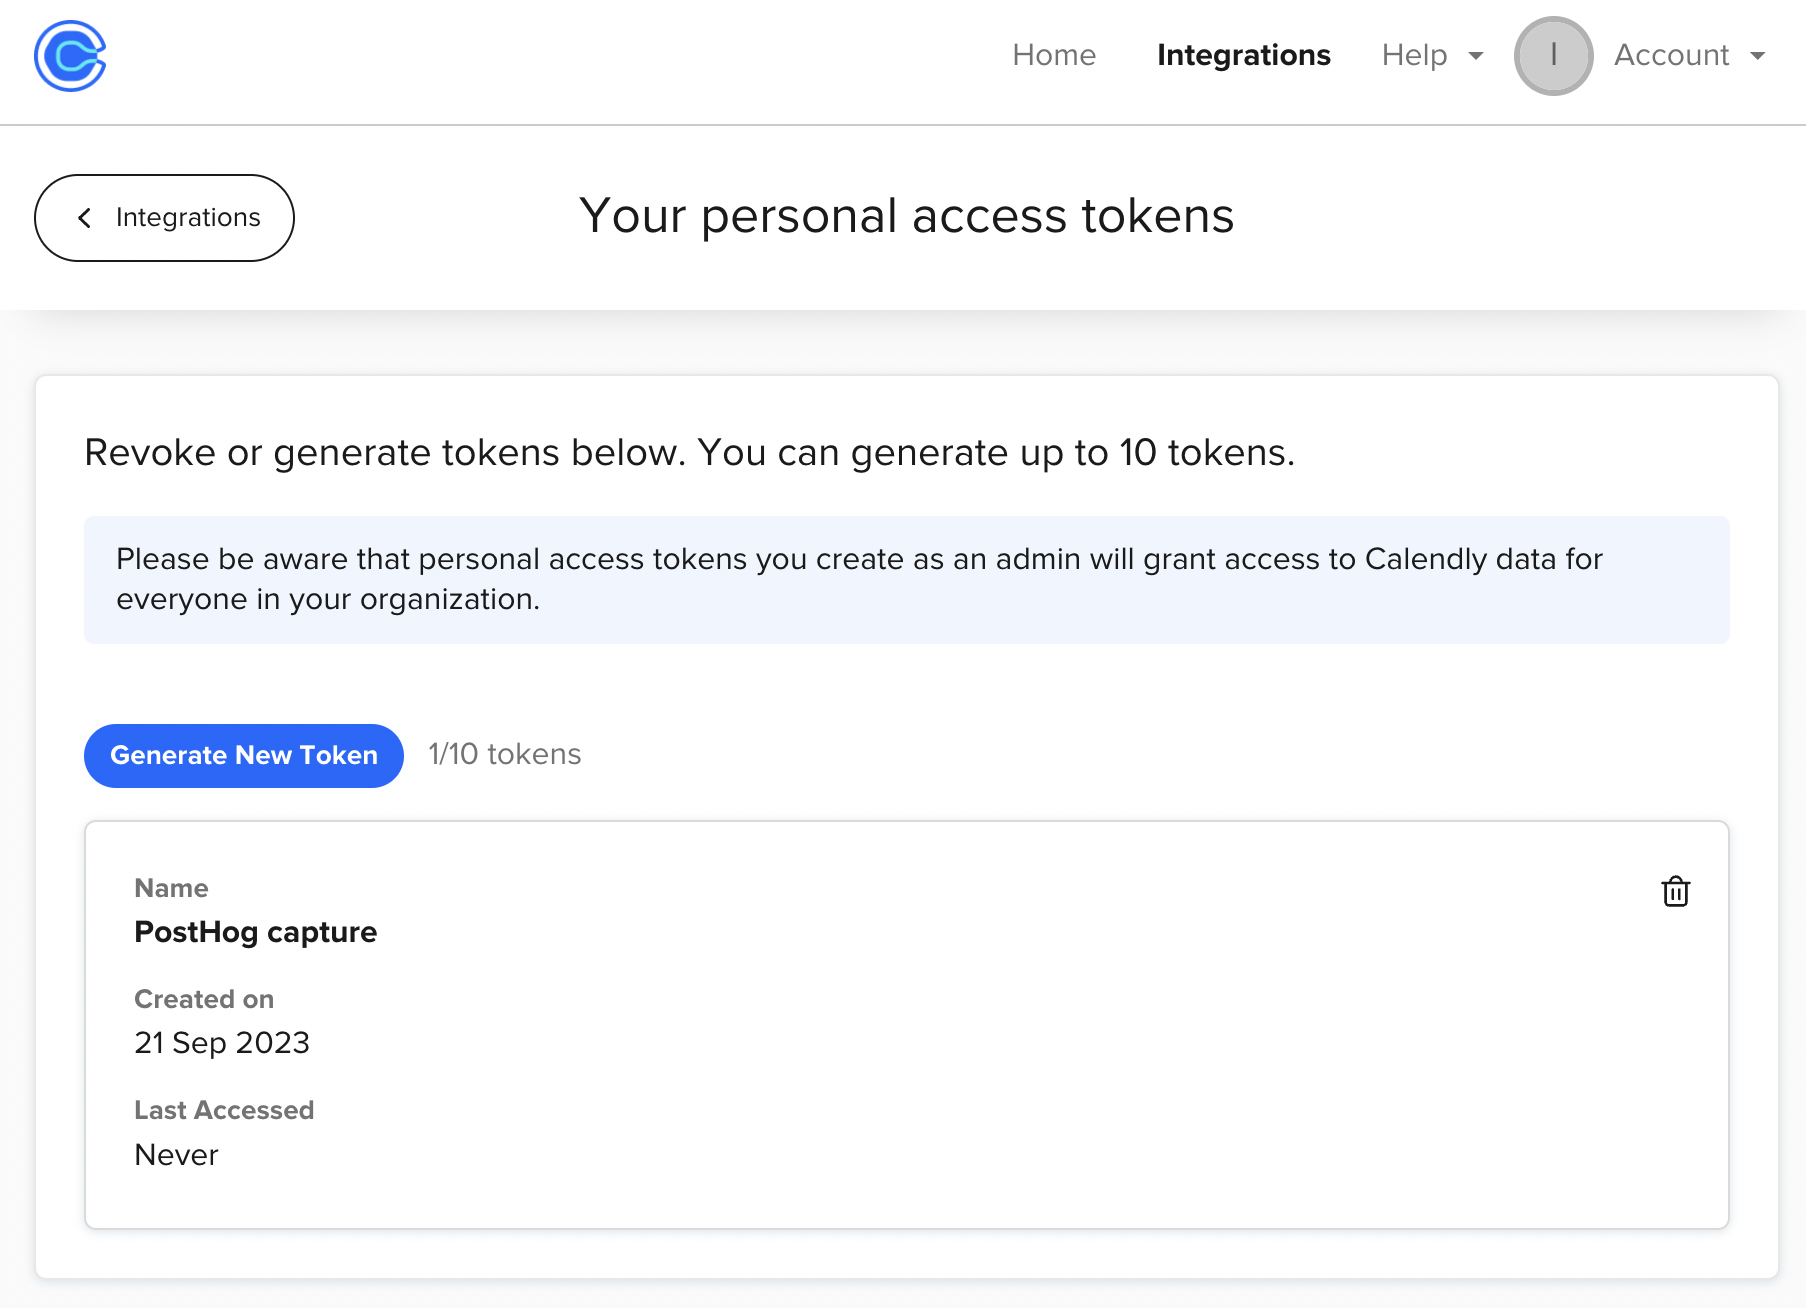 Home Integrations Help I Account
Integrations
Your personal access tokens
Revoke or generate tokens below. You can generate up to 10 tokens.
Please be aware that personal access tokens you create as an admin will grant access to Calendly data for
everyone in your organization.
Generate New Token 1/10 tokens
Name
PostHog capture
Created on
21 Sep 2023
Last Accessed
Never